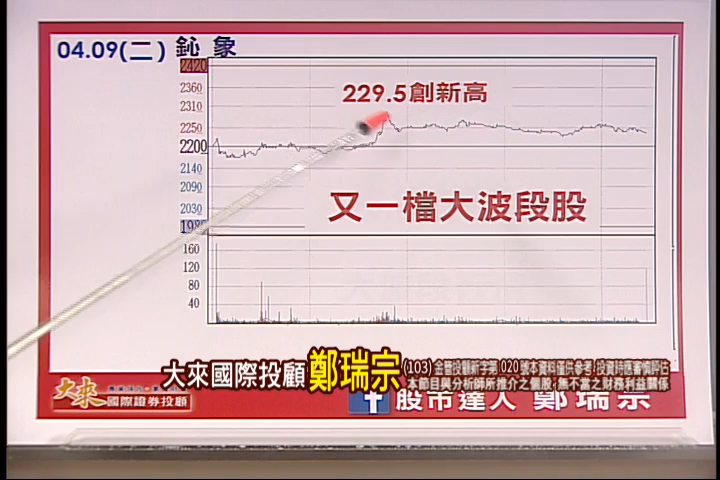 04.09(二) 鈊象
2420
2360
229.5創新高
2310
2250
2200
2140
2090
又一檔大波段股
2030
1980
160
120
80
40
大來國際投顧 鄭瑞宗
(103)金管投顧新字第020號本資料僅供參考,投資時應審慎評估
本節目與分析師所推介之個股,無不當之財務利益關係
大來
國際證券投顧
股市達人 鄭瑞宗